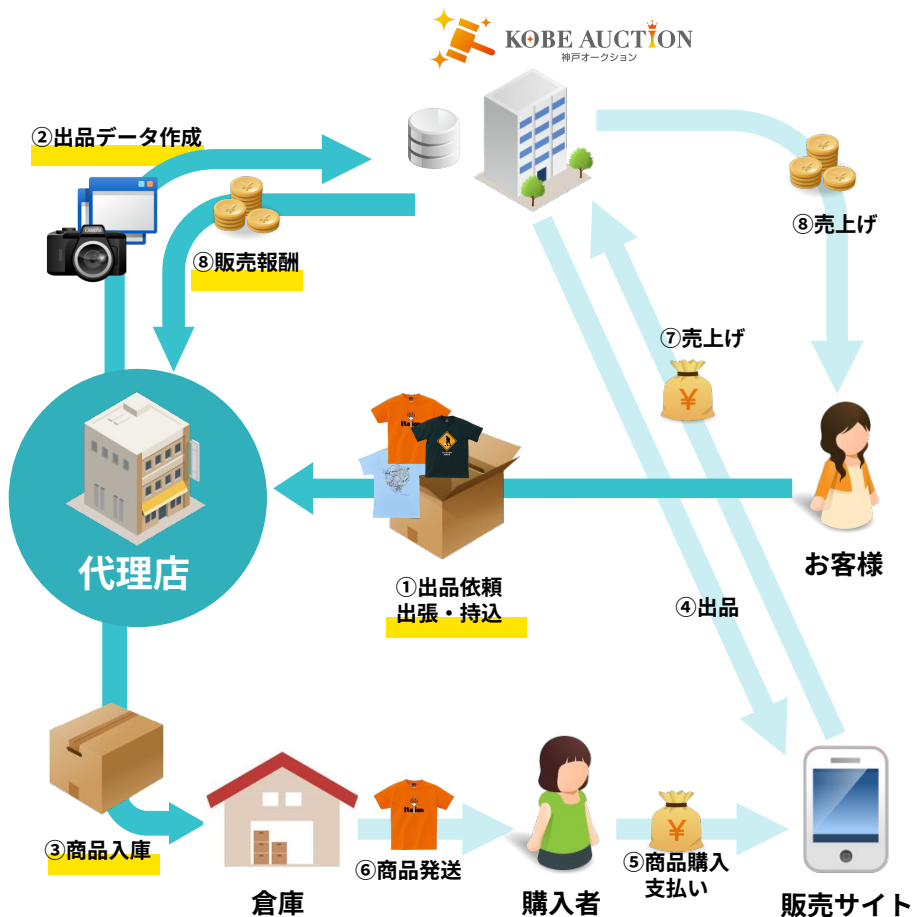 KOBE AUCTION
神戸オークション
②出品データ作成
CAMERA
⑧販売報酬
⑧売上げ
⑦売上げ
代理店
Italian
①出品依頼
出張・持込
お客様
④出品
③商品入庫
倉庫
Italian
⑥商品発送
購入者
⑤商品購入
支払い
販売サイト